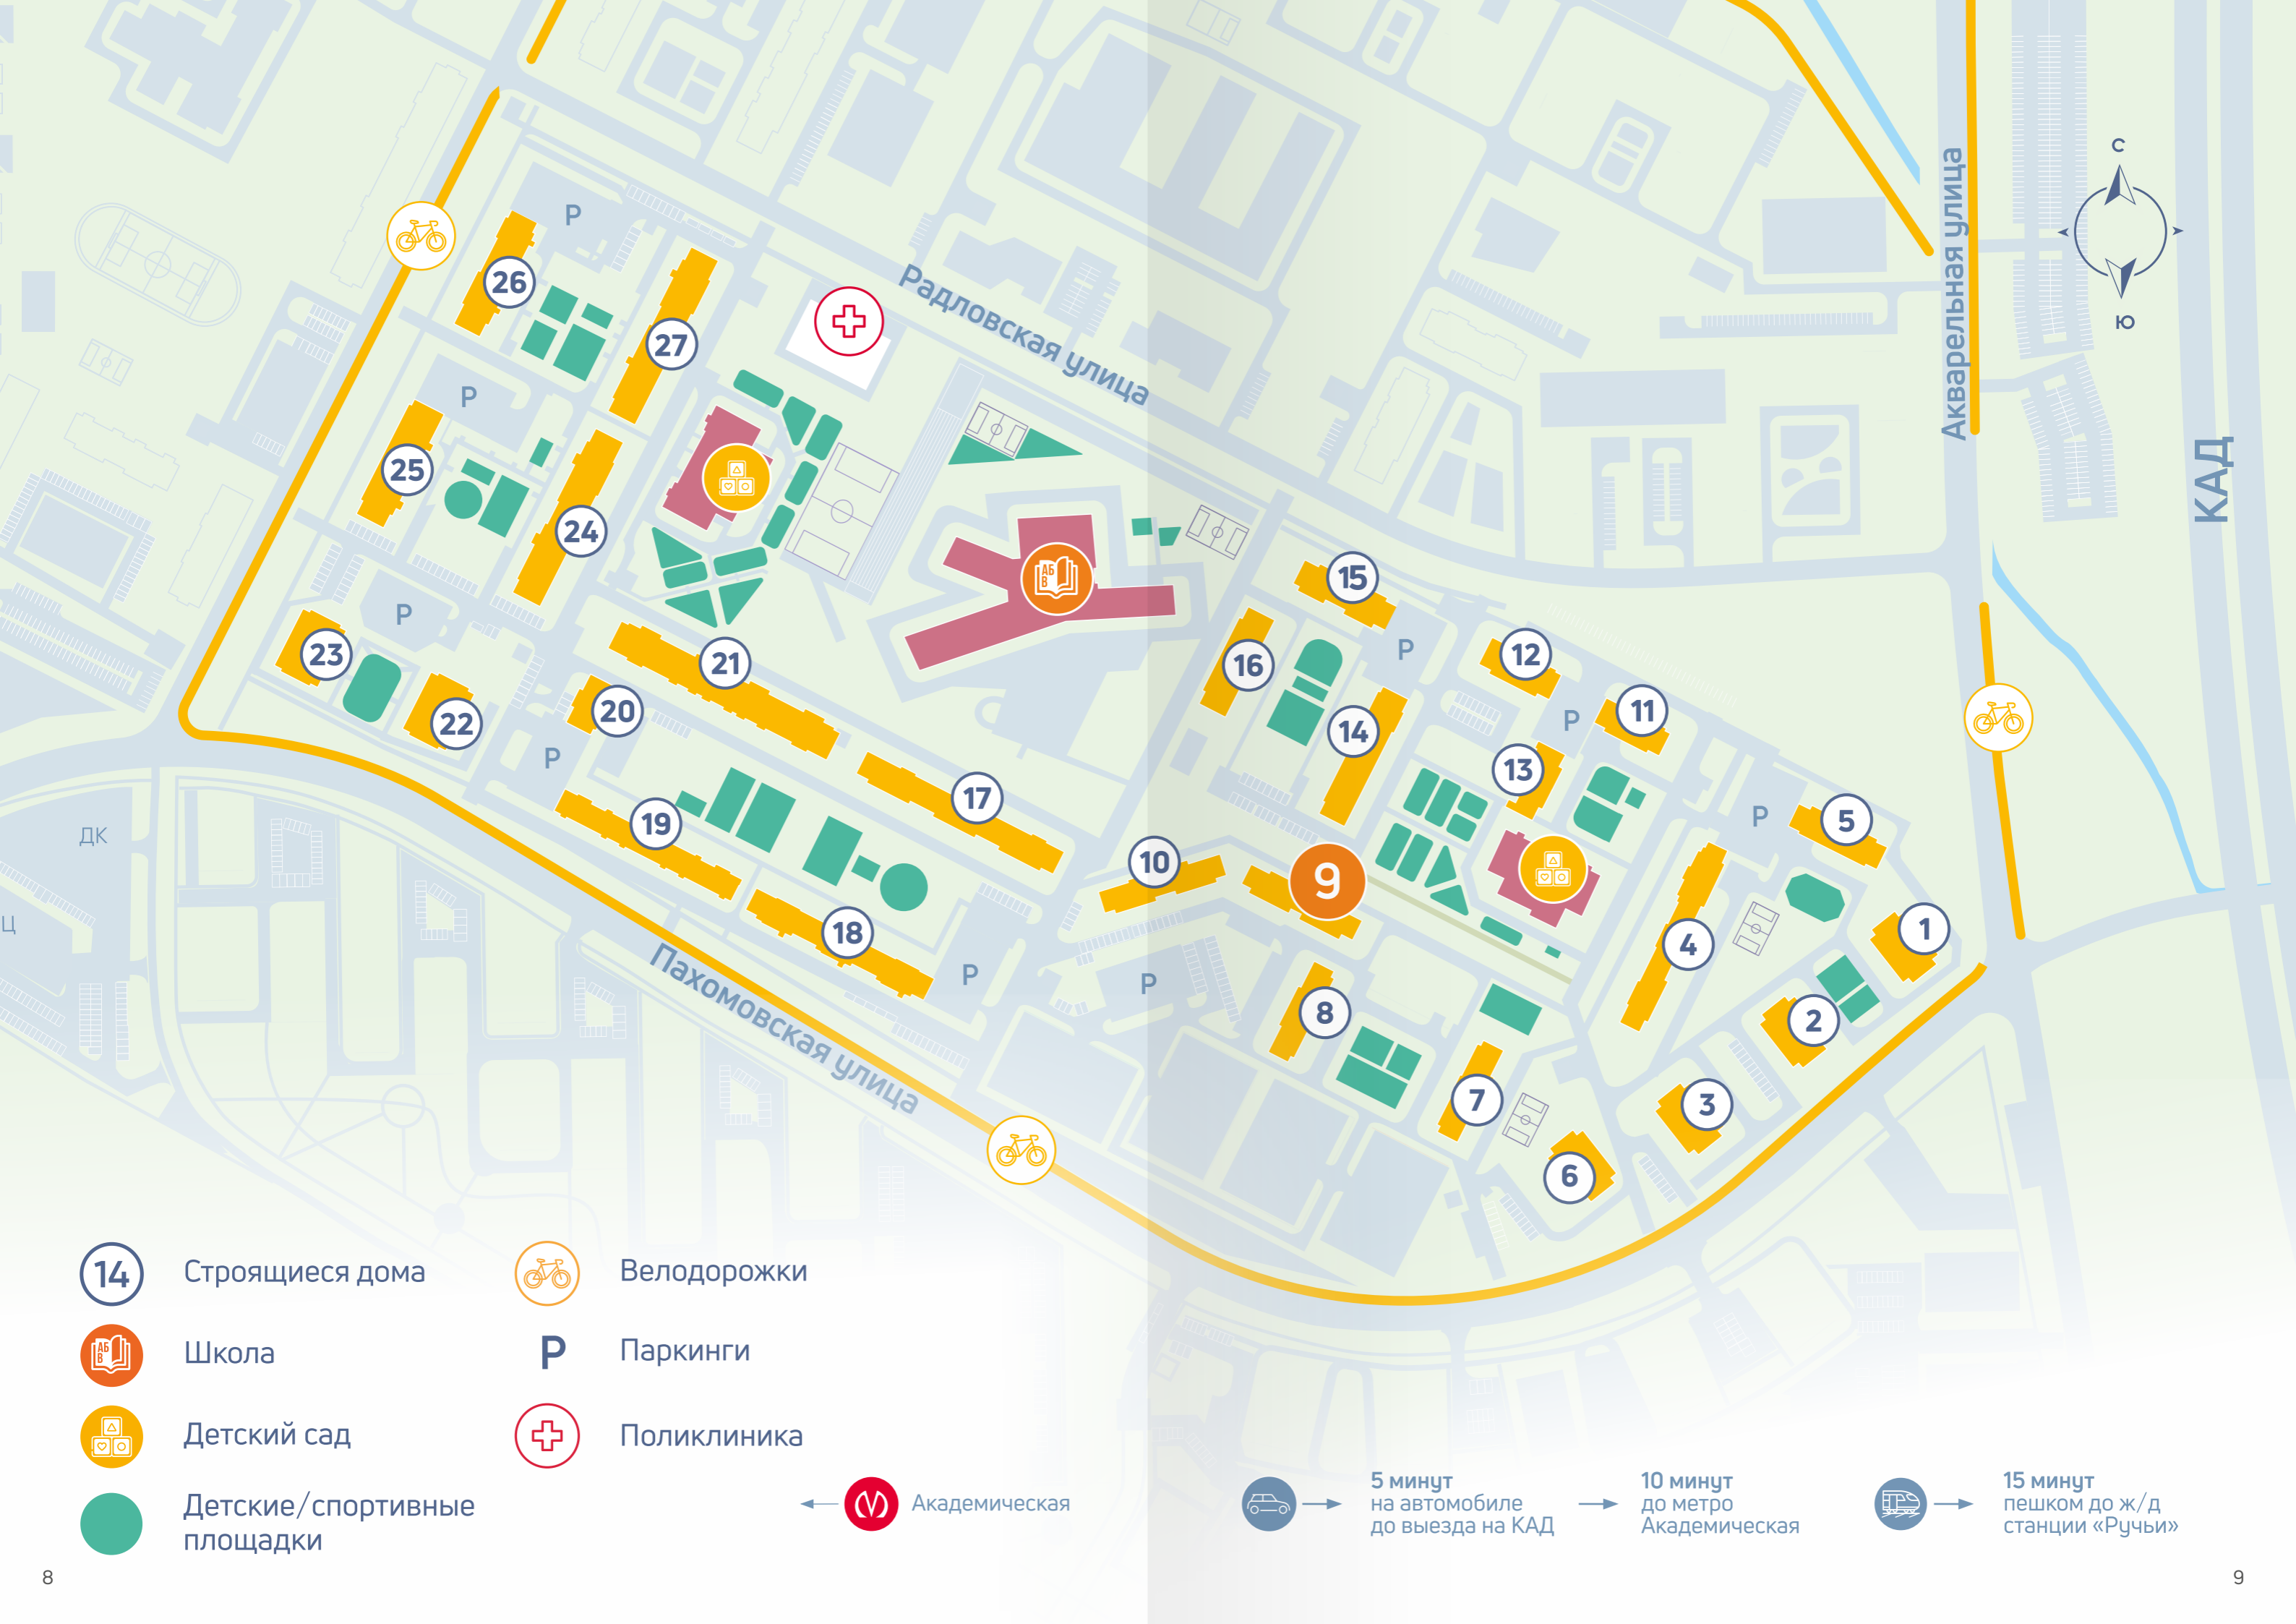 С
Ю
КАД
Акварельная улица
Радловская улица
Пахомовская улица
ДК
Ц
P
26
27
P
25
24
P
23
22
21
20
P
19
17
18
P
10
P
9
15
16
P
12
14
P
11
13
P
5
4
1
2
8
7
3
6
АБ
В
14 Строящиеся дома
Велодорожки
АБ
В
Школа
P Паркинги
Детский сад
Поликлиника
Детские/спортивные
площадки
Академическая
5 минут
на автомобиле
до выезда на КАД
10 минут
до метро
Академическая
15 минут
пешком до ж/д
станции «Ручьи»
8
9